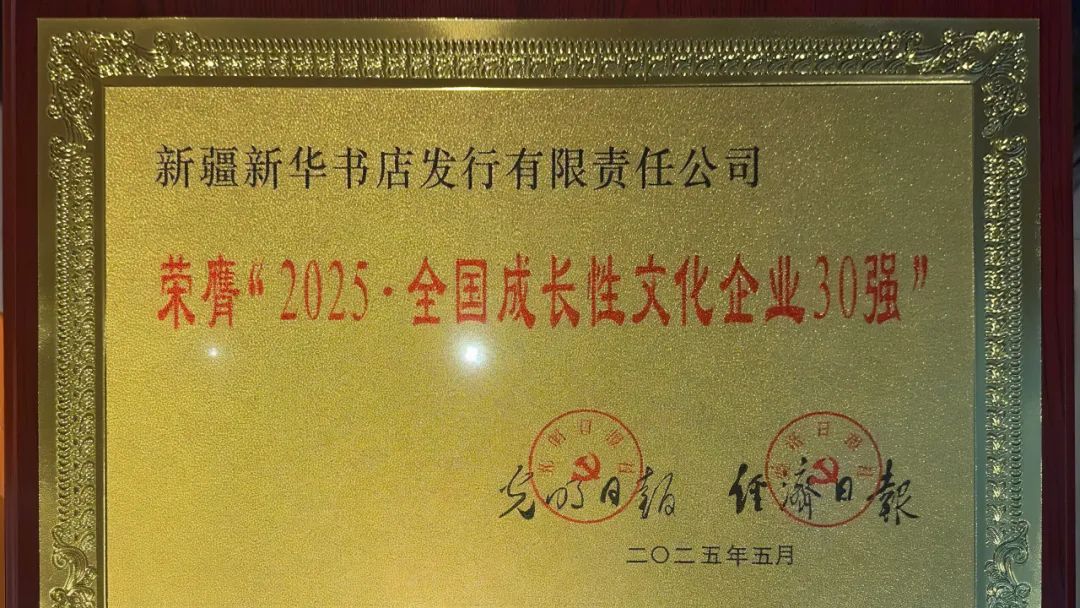 新疆新华书店发行有限责任公司
荣膺“2025·全国成长性文化企业30强”
光明日报 经济日報
二〇二五年五月